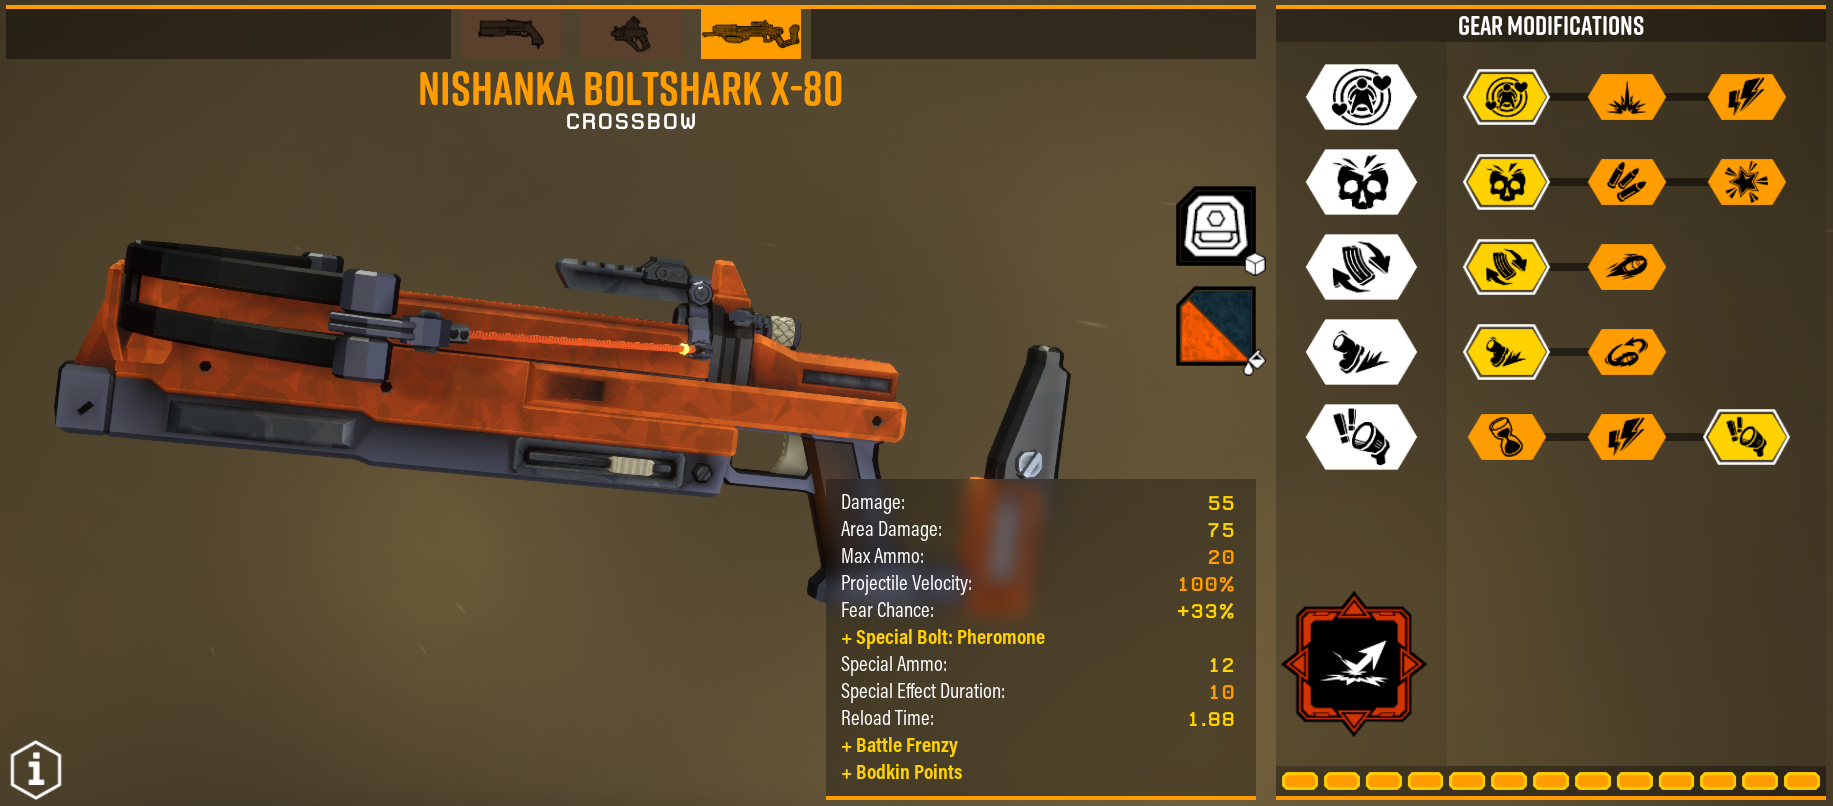 NISHANKA BOLTSHARK X-80
CROSSBOW
GEAR MODIFICATIONS
Damage: 55
Area Damage: 75
Max Ammo: 20
Projectile Velocity: 100%
Fear Chance: +33%
+ Special Bolt: Pheromone
Special Ammo: 12
Special Effect Duration: 10
Reload Time: 1.88
+ Battle Frenzy
+ Bodkin Points